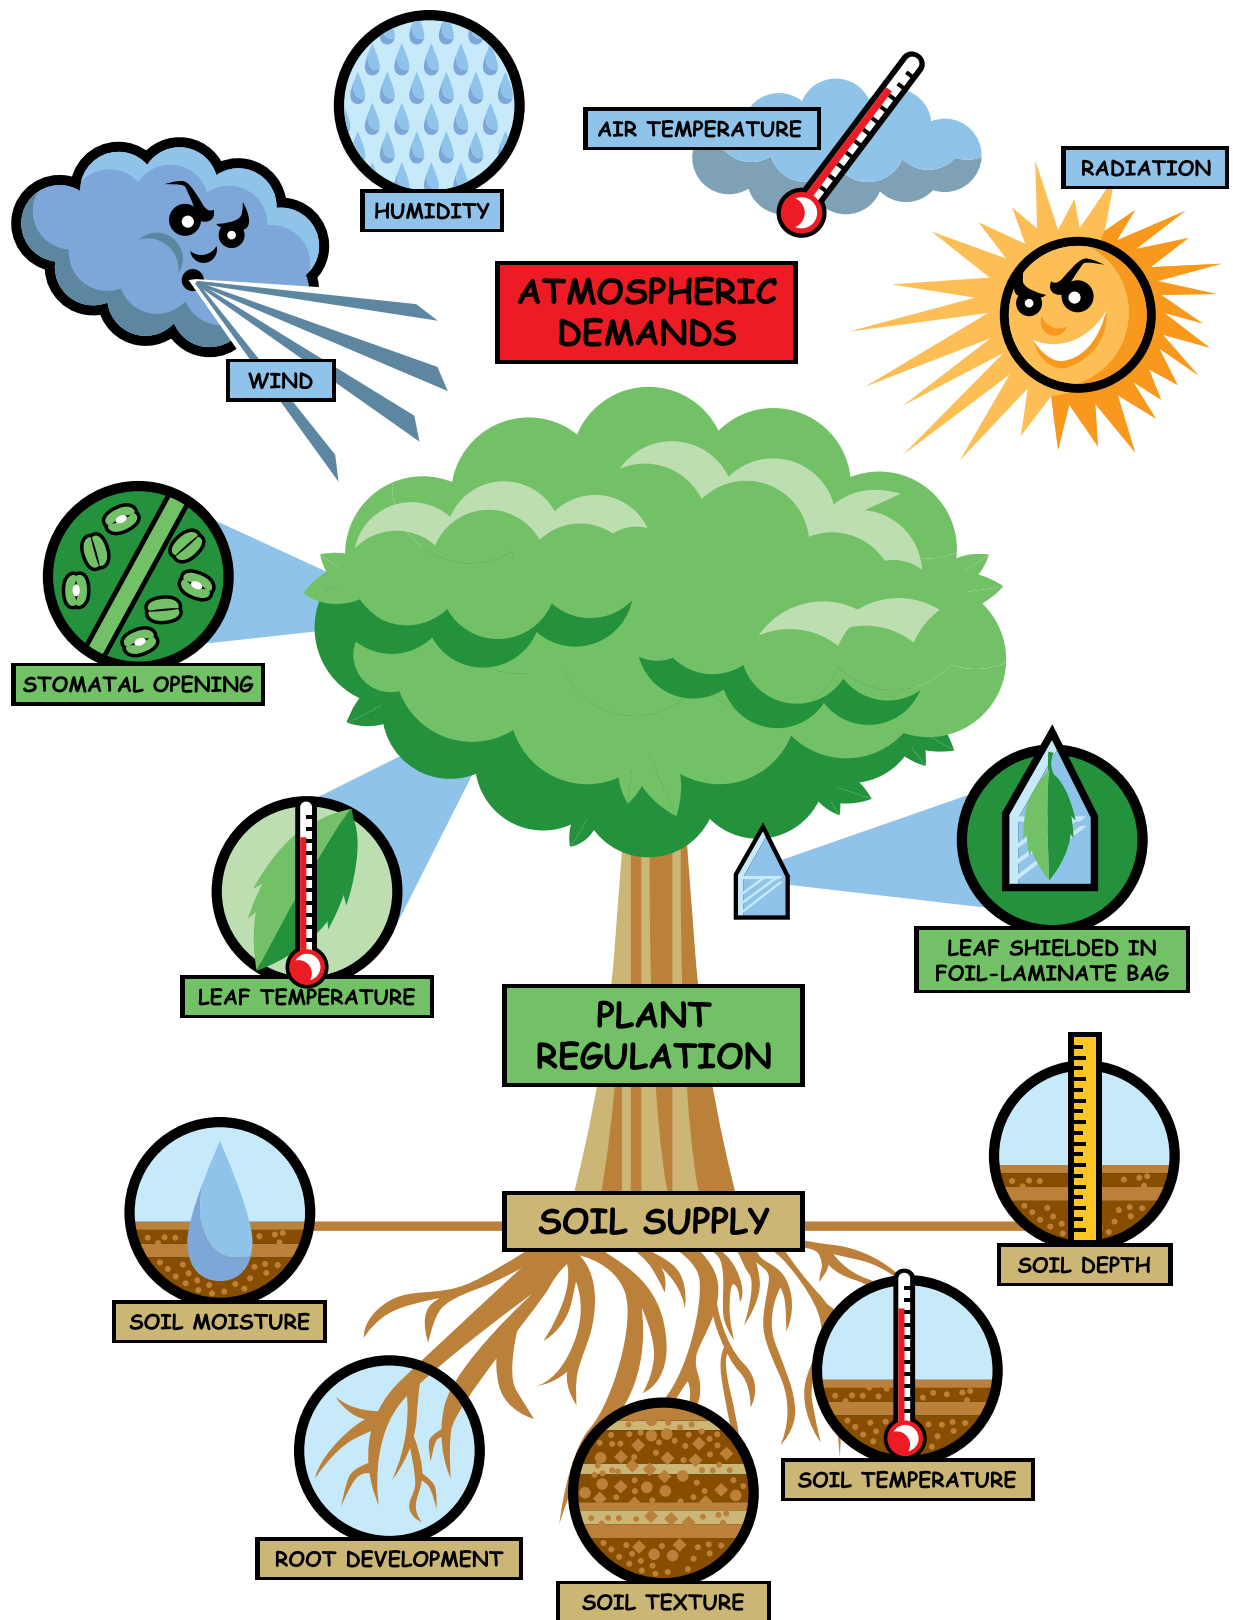 HUMIDITY
AIR TEMPERATURE
RADIATION
ATMOSPHERIC
DEMANDS
WIND
STOMATAL OPENING
LEAF TEMPERATURE
LEAF SHIELDED IN
FOIL-LAMINATE BAG
PLANT
REGULATION
SOIL SUPPLY
SOIL DEPTH
SOIL MOISTURE
SOIL TEMPERATURE
ROOT DEVELOPMENT
SOIL TEXTURE